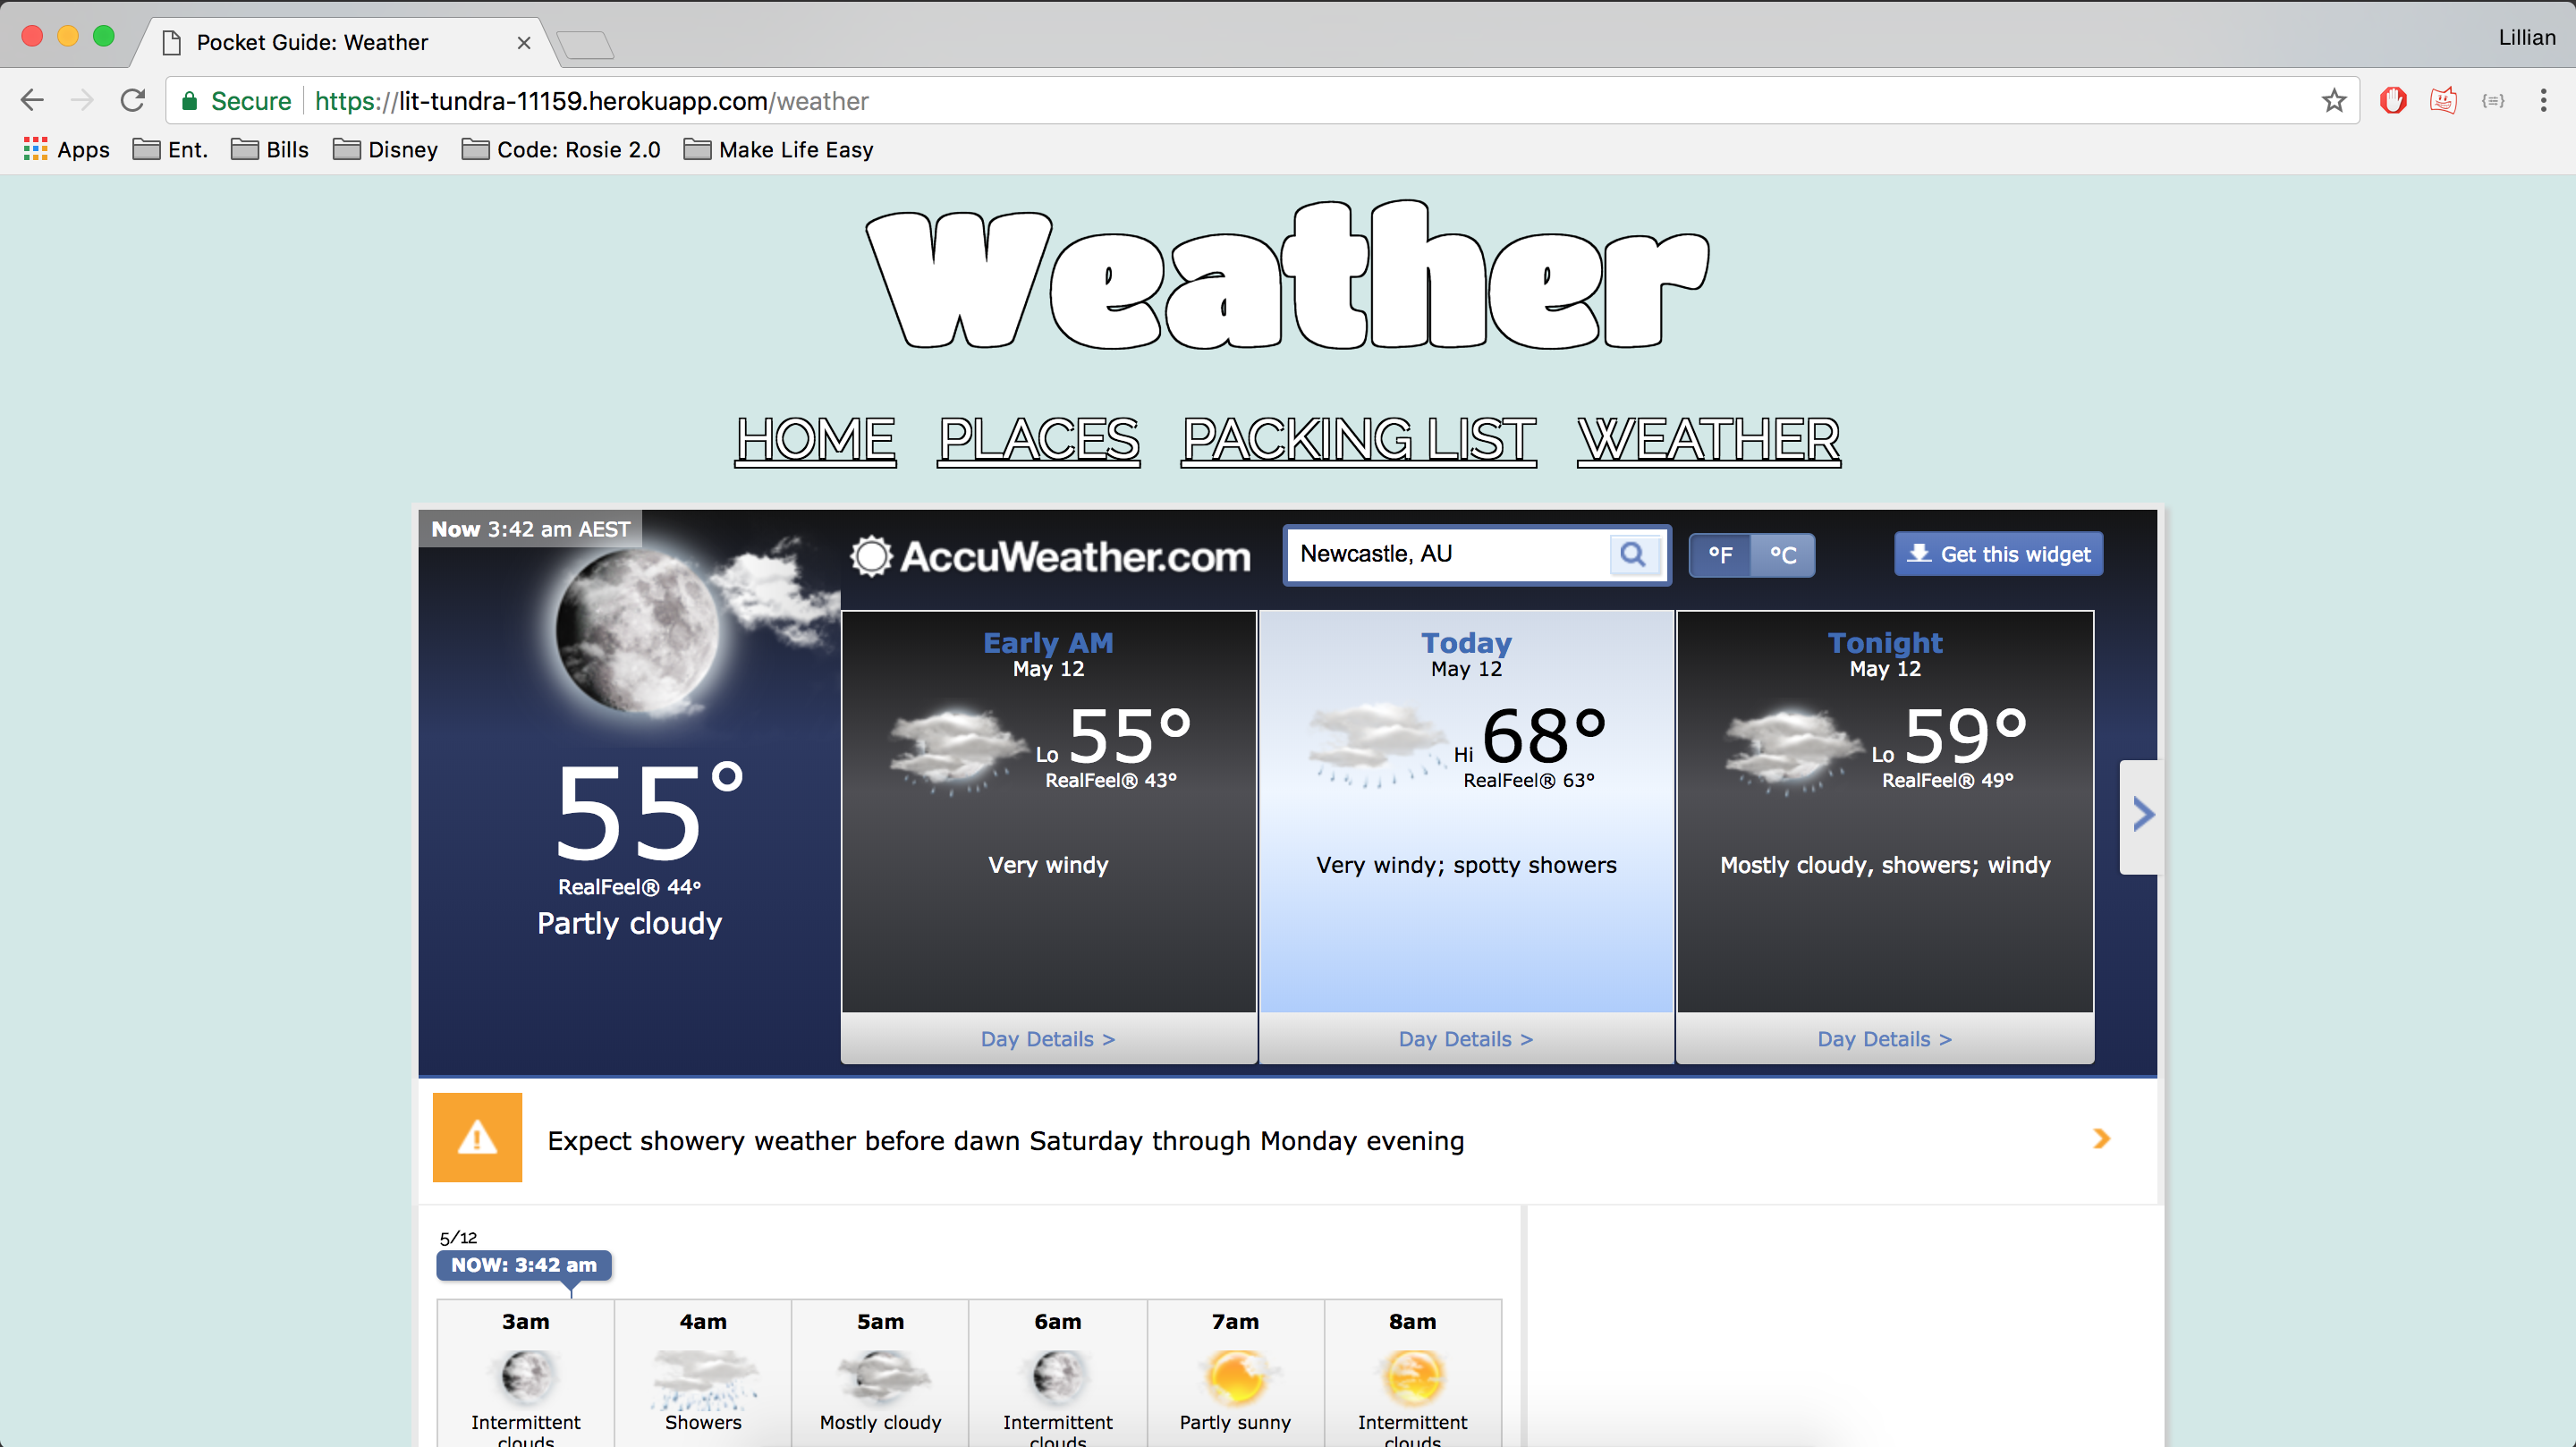 Pocket Guide: Weather
Lillian
Secure https://lit-tundra-11159.herokuapp.com/weather
Apps Ent. Bills Disney Code: Rosie 2.0 Make Life Easy
Weather
HOME PLACES PACKING LIST WEATHER
Now 3:42 am AEST
AccuWeather.com
Newcastle, AU
°F °C
Get this widget
55°
RealFeel® 44°
Partly cloudy
Early AM
May 12
Lo 55°
RealFeel® 43°
Very windy
Day Details >
Today
May 12
Hi 68°
RealFeel® 63°
Very windy; spotty showers
Day Details >
Tonight
May 12
Lo 59°
RealFeel® 49°
Mostly cloudy, showers; windy
Day Details >
Expect showery weather before dawn Saturday through Monday evening
5/12
NOW: 3:42 am
3am 4am 5am 6am 7am 8am
Intermittent Showers Mostly cloudy Intermittent Partly sunny Intermittent
clouds clouds clouds